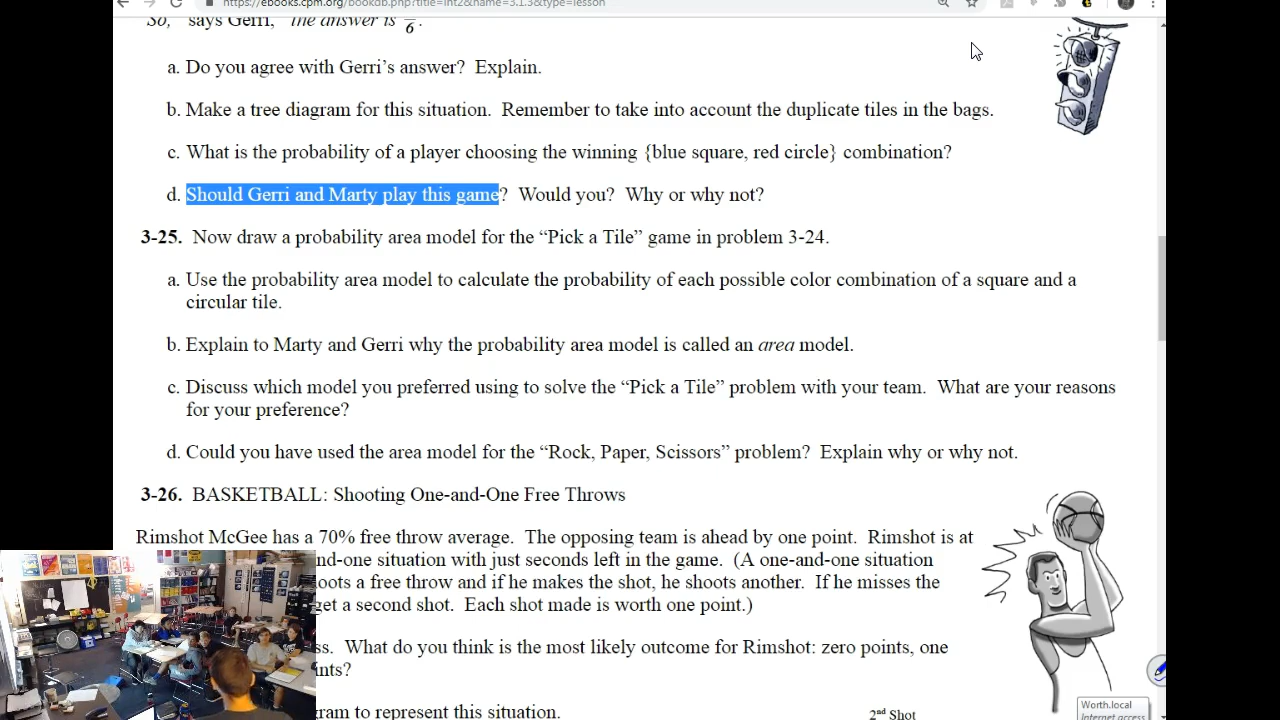 https://ebooks.cpm.org/bookdb.php?title=int2&name=3.1.3&type=lesson
So," says Gerri, "the answer is 6."
a. Do you agree with Gerri's answer? Explain.
b. Make a tree diagram for this situation. Remember to take into account the duplicate tiles in the bags.
c. What is the probability of a player choosing the winning {blue square, red circle} combination?
d. Should Gerri and Marty play this game? Would you? Why or why not?
3-25. Now draw a probability area model for the “Pick a Tile” game in problem 3-24.
a. Use the probability area model to calculate the probability of each possible color combination of a square and a
circular tile.
b. Explain to Marty and Gerri why the probability area model is called an area model.
c. Discuss which model you preferred using to solve the “Pick a Tile” problem with your team. What are your reasons
for your preference?
d. Could you have used the area model for the “Rock, Paper, Scissors” problem? Explain why or why not.
3-26. BASKETBALL: Shooting One-and-One Free Throws
Rimshot McGee has a 70% free throw average. The opposing team is ahead by one point. Rimshot is at
nd-one situation with just seconds left in the game. (A one-and-one situation
oots a free throw and if he makes the shot, he shoots another. If he misses the
get a second shot. Each shot made is worth one point.)
ss. What do you think is the most likely outcome for Rimshot: zero points, one
ints?
ram to represent this situation.
2nd Shot
Worth.local
Internet access